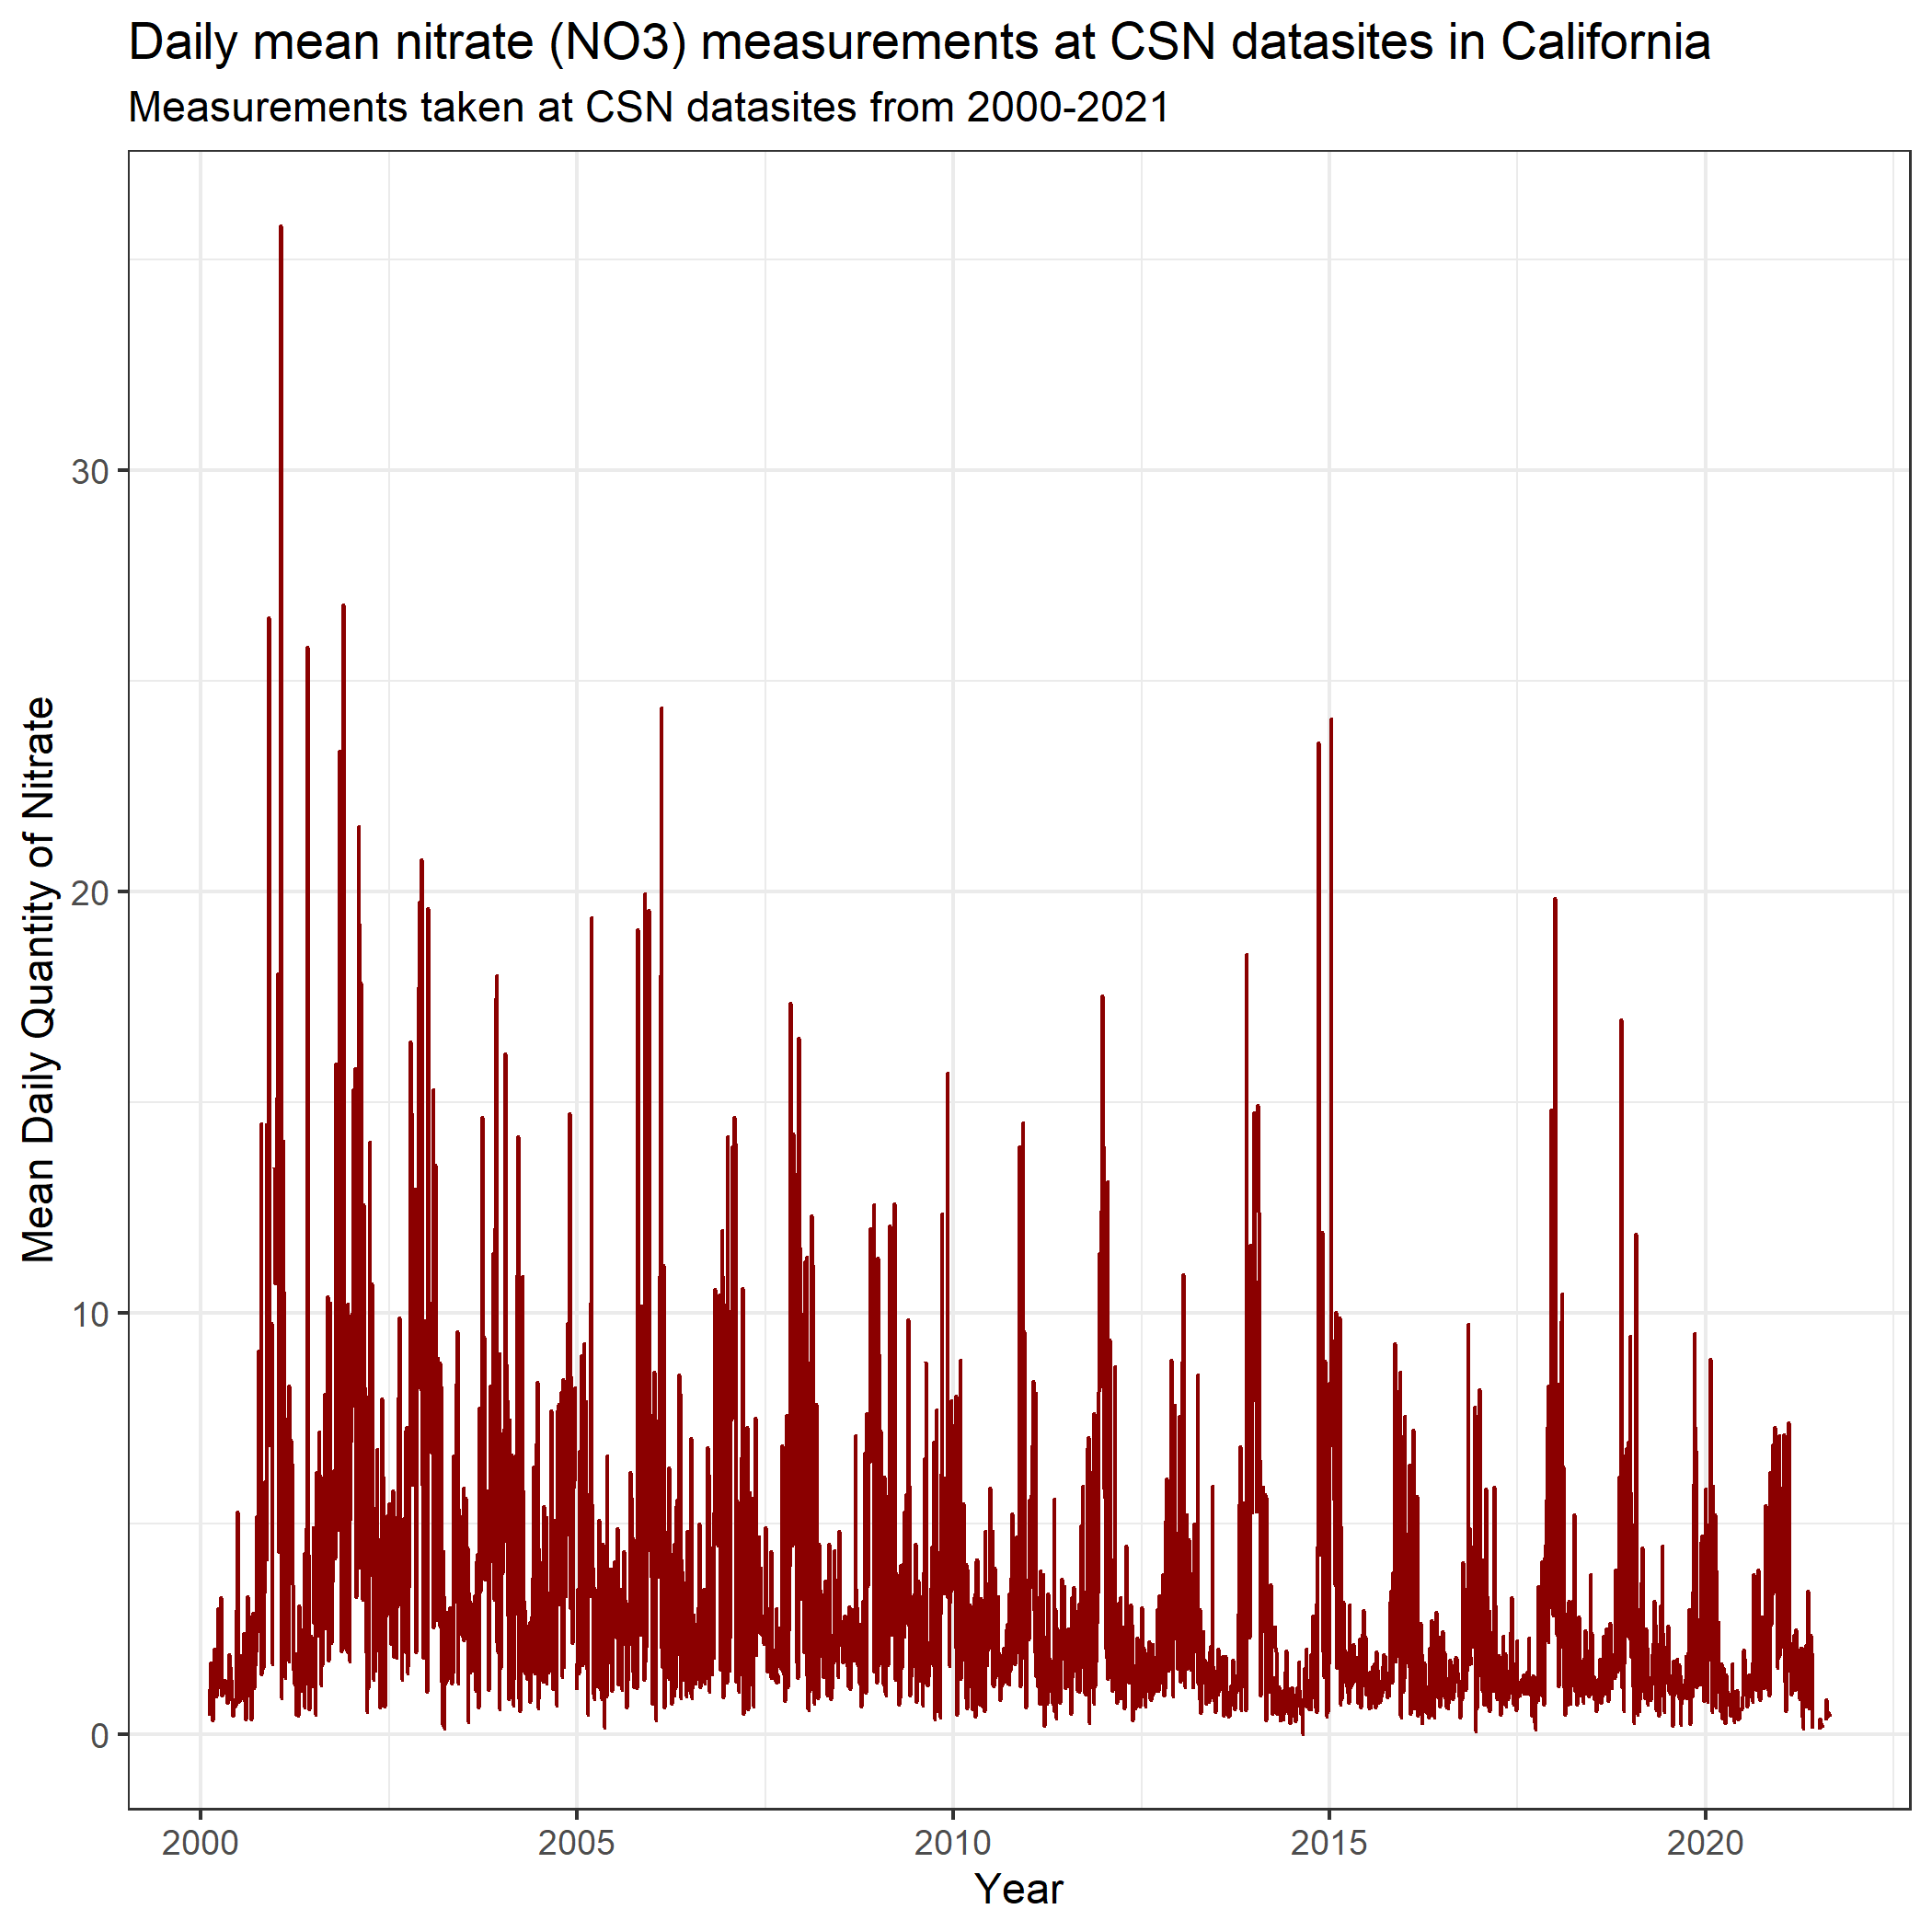 Daily mean nitrate (NO3) measurements at CSN datasites in California
Measurements taken at CSN datasites from 2000-2021
Mean Daily Quantity of Nitrate
30
20
10
0
2000 2005 2010 2015 2020
Year